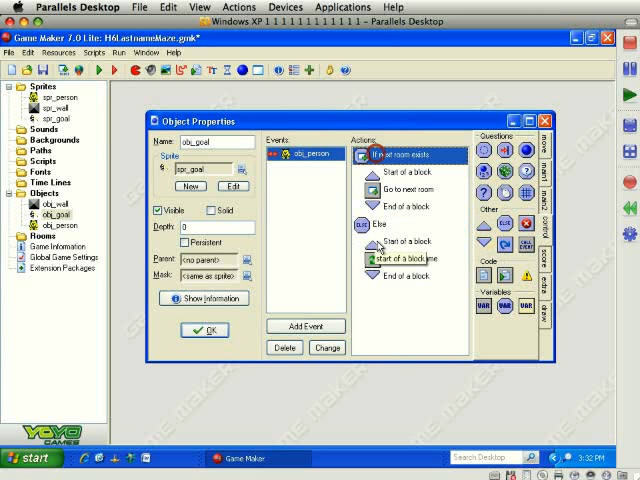 Parallels Desktop File Edit View Actions Devices Applications Help
Windows XP 1 1 1 1 1 1 1 1 1 1 1 1 1 - Parallels Desktop
Game Maker 7.0 Lite: H6LastnameMaze.gmk*
File Edit Resources Scripts Run Window Help
Sprites
spr_person
spr_wall
spr_goal
Sounds
Backgrounds
Paths
Scripts
Fonts
Time Lines
Objects
obj_wall
obj_goal
obj_person
Rooms
Game Information
Global Game Settings
Extension Packages
YOYO
GAMES
Object Properties
Name: obj_goal
Sprite
spr_goal
New Edit
Visible Solid
Depth: 0
Persistent
Parent: <no parent>
Mask: <same as sprite>
Show Information
OK
Events:
obj_person
Add Event
Delete Change
Actions:
If next room exists
Start of a block
Go to next room
End of a block
ELSE Else
Start of a block
start of a block me
End of a block
Questions
Other
ELSE EXIT
CALL EVENT
Code
Variables
VAR VAR VAR
move
main1
main2
control
score
extra
draw
start
Game Maker
Search Desktop
3:32 PM